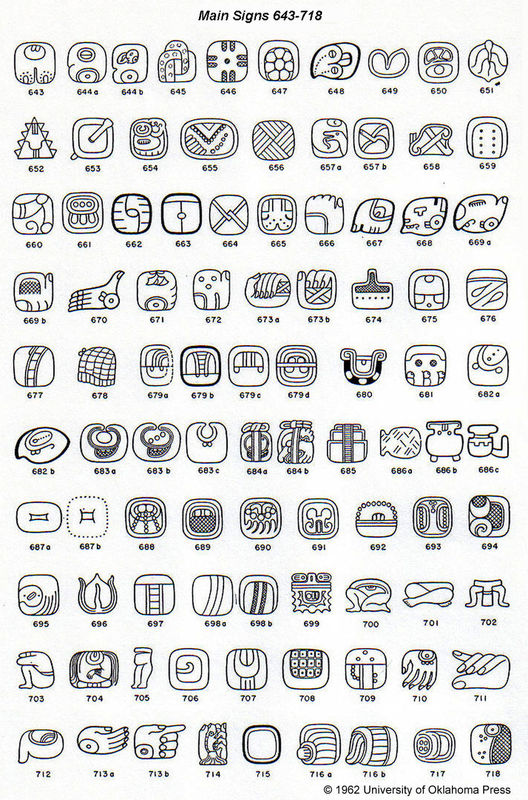 Main Signs 643-718
643 644a 644b 645 646 647 648 649 650 651
652 653 654 655 656 657a 657b 658 659
660 661 662 663 664 665 666 667 668 669a
669b 670 671 672 673a 673b 674 675 676
677 678 679a 679b 679c 679d 680 681 682a
682b 683a 683b 683c 684a 684b 685 686a 686b 686c
687a 687b 688 689 690 691 692 693 694
695 696 697 698a 698b 699 700 701 702
703 704 705 706 707 708 709 710 711
712 713a 713b 714 715 716a 716b 717 718
© 1962 University of Oklahoma Press